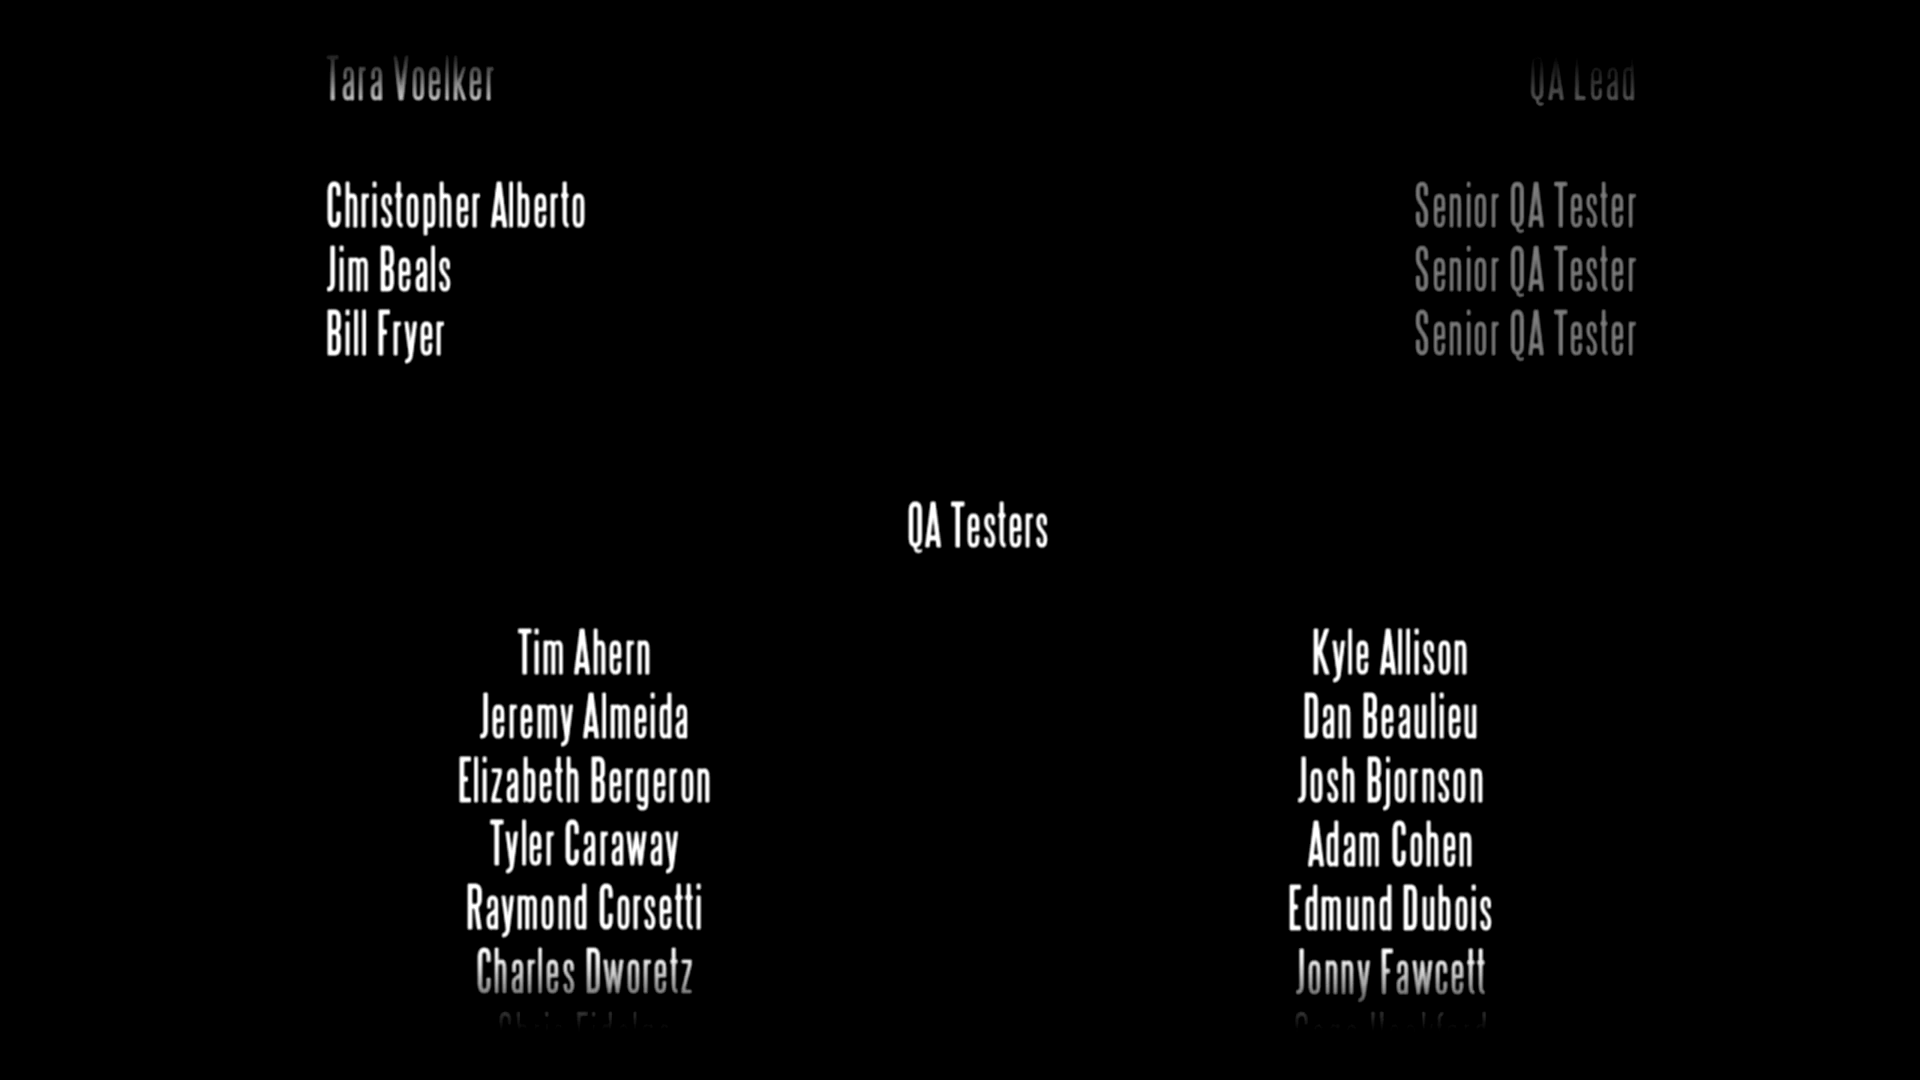 Tara Voelker QA Lead
Christopher Alberto Senior QA Tester
Jim Beals Senior QA Tester
Bill Fryer Senior QA Tester
QA Testers
Tim Ahern Kyle Allison
Jeremy Almeida Dan Beaulieu
Elizabeth Bergeron Josh Bjornson
Tyler Caraway Adam Cohen
Raymond Corsetti Edmund Dubois
Charles Dworetz Jonny Fawcett